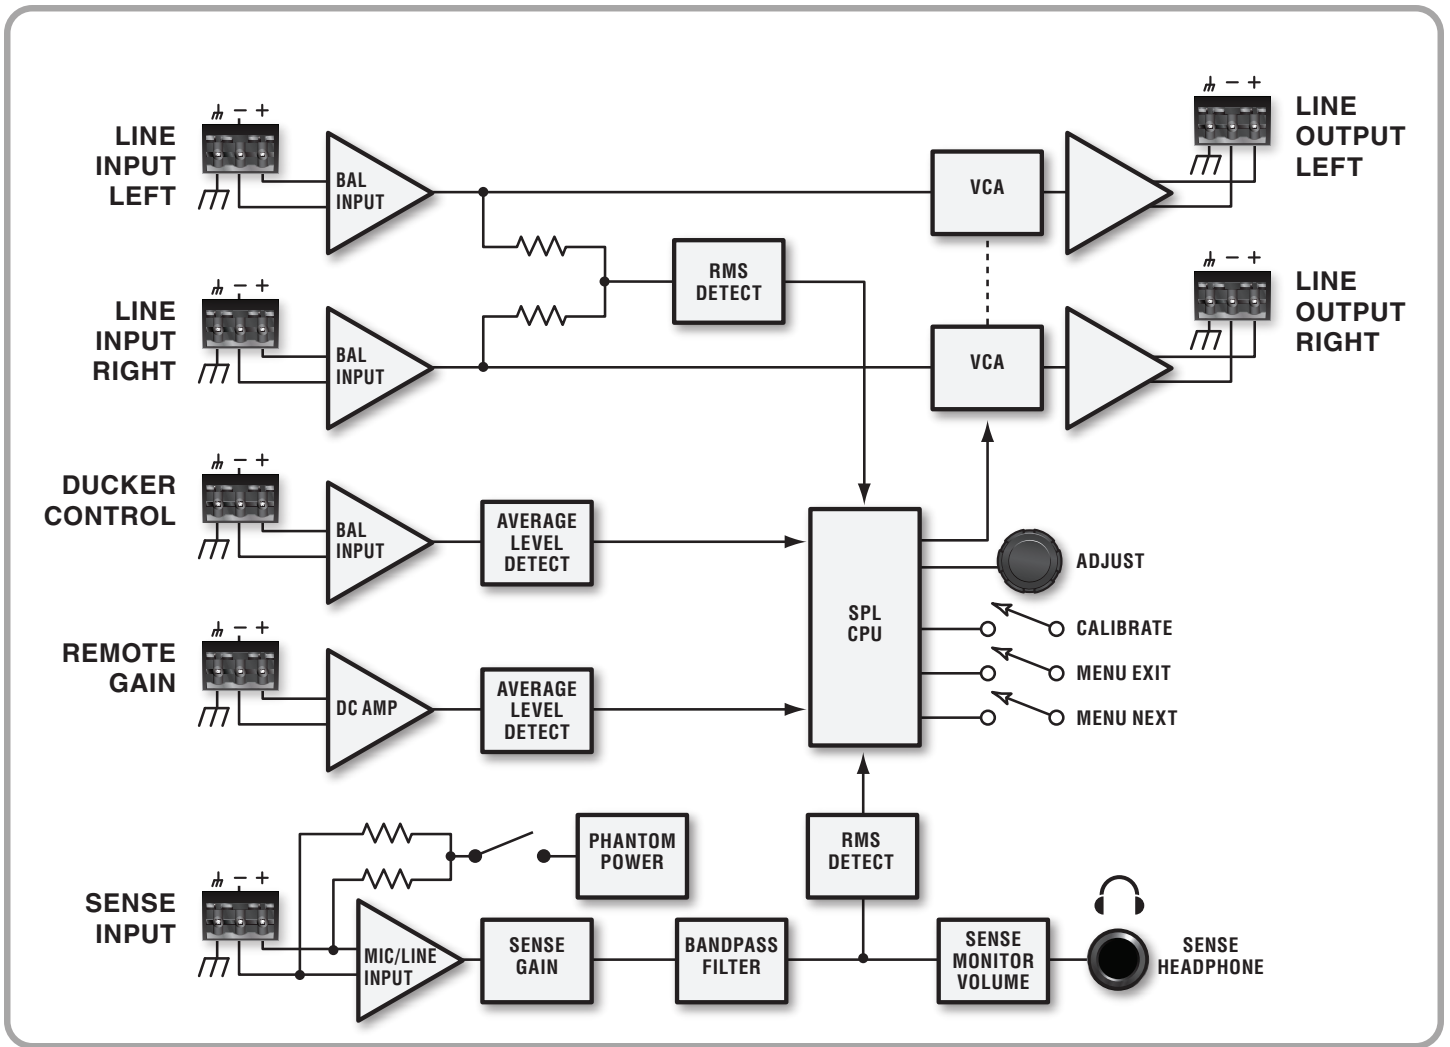 − +
LINE
INPUT
LEFT
BAL
INPUT
VCA
− +
LINE
OUTPUT
LEFT
RMS
DETECT
− +
LINE
INPUT
RIGHT
BAL
INPUT
VCA
− +
LINE
OUTPUT
RIGHT
− +
DUCKER
CONTROL
BAL
INPUT
AVERAGE
LEVEL
DETECT
SPL
CPU
ADJUST
CALIBRATE
MENU EXIT
MENU NEXT
− +
REMOTE
GAIN
DC AMP
AVERAGE
LEVEL
DETECT
PHANTOM
POWER
RMS
DETECT
− +
SENSE
INPUT
MIC/LINE
INPUT
SENSE
GAIN
BANDPASS
FILTER
SENSE
MONITOR
VOLUME
SENSE
HEADPHONE